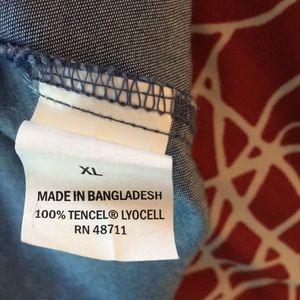 XL
MADE IN BANGLADESH
100% TENCEL® LYOCELL
RN 48711